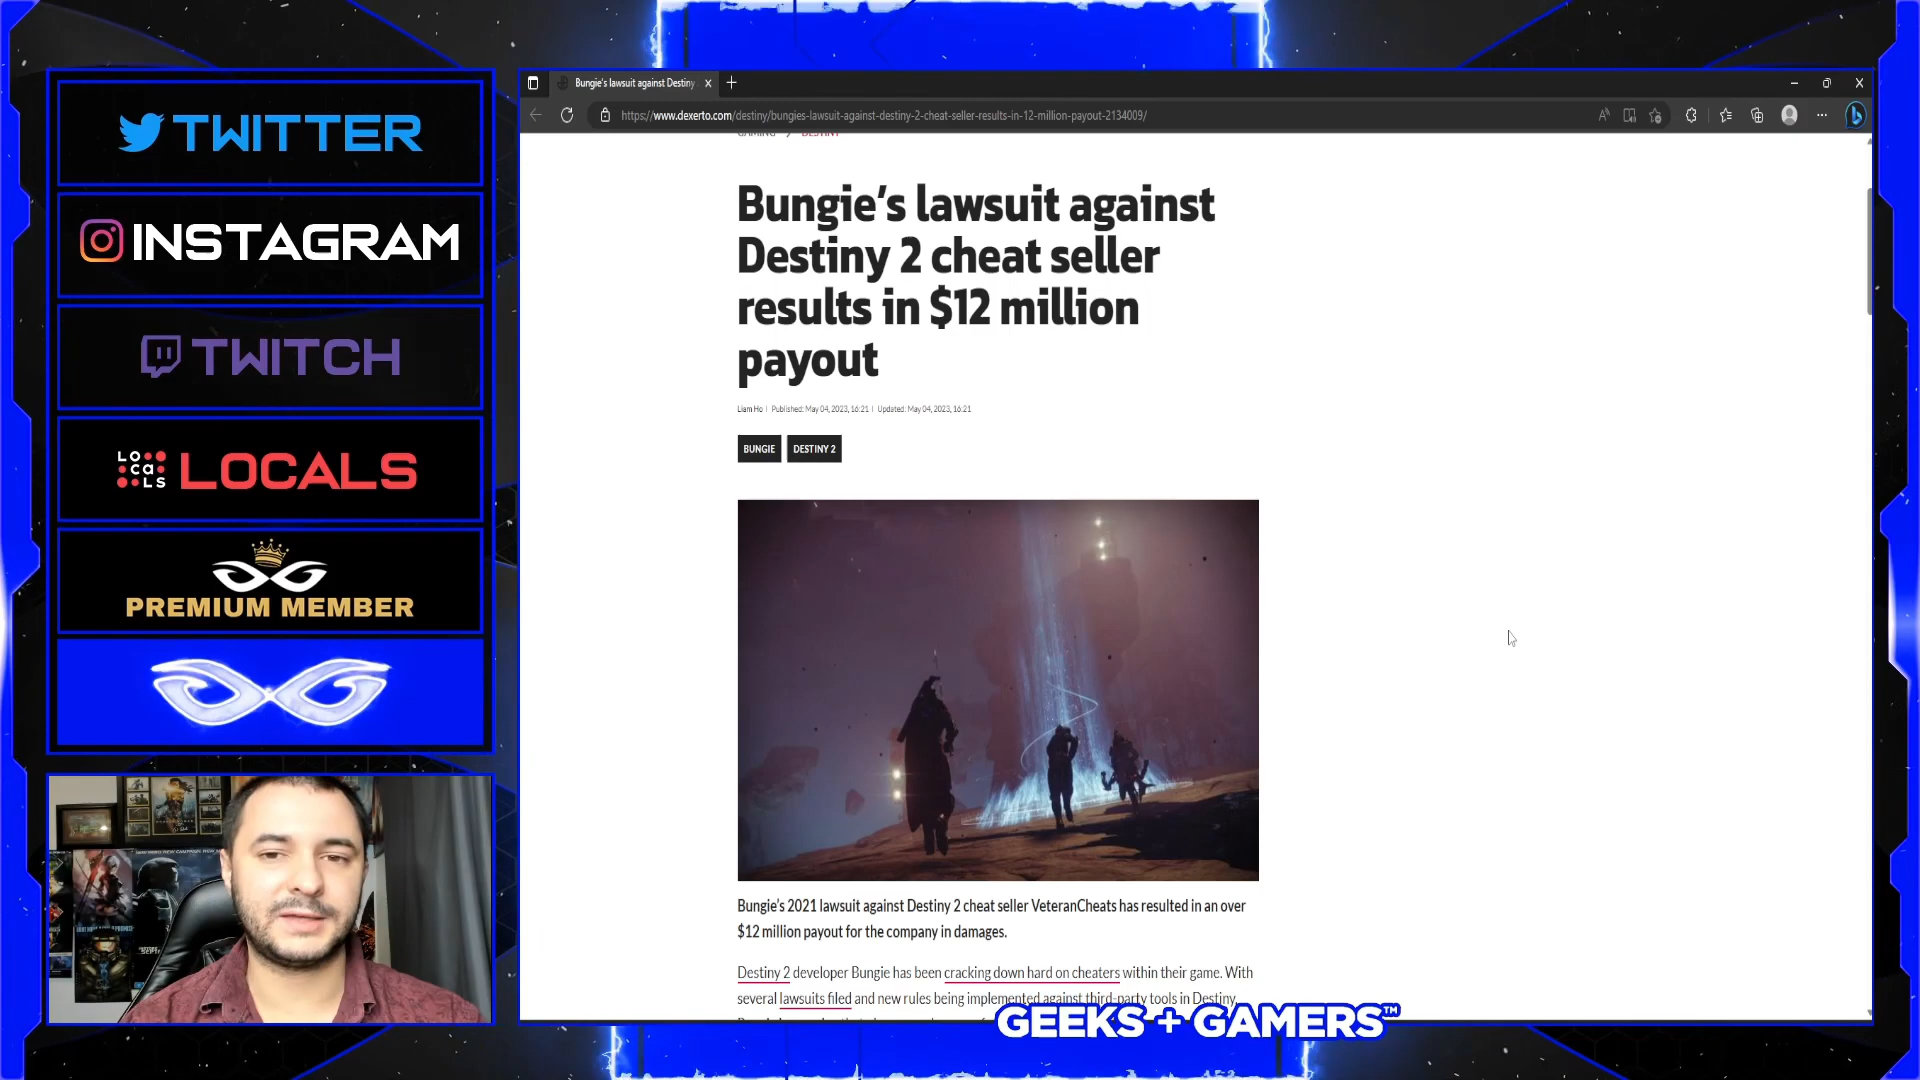 TWITTER
INSTAGRAM
TWITCH
LOCALS
LOCALS
PREMIUM MEMBER
Bungie's lawsuit against Destiny
https://www.dexerto.com/destiny/bungies-lawsuit-against-destiny-2-cheat-seller-results-in-12-million-payout-2134009/
GAMING > DESTINY
Bungie's lawsuit against
Destiny 2 cheat seller
results in $12 million
payout
Liam Ho | Published: May 04, 2023, 16:21 | Updated: May 04, 2023, 16:21
BUNGIE
DESTINY 2
Bungie's 2021 lawsuit against Destiny 2 cheat seller VeteranCheats has resulted in an over
$12 million payout for the company in damages.
Destiny 2 developer Bungie has been cracking down hard on cheaters within their game. With
several lawsuits filed and new rules being implemented against third-party tools in Destiny,
GEEKS + GAMERS™